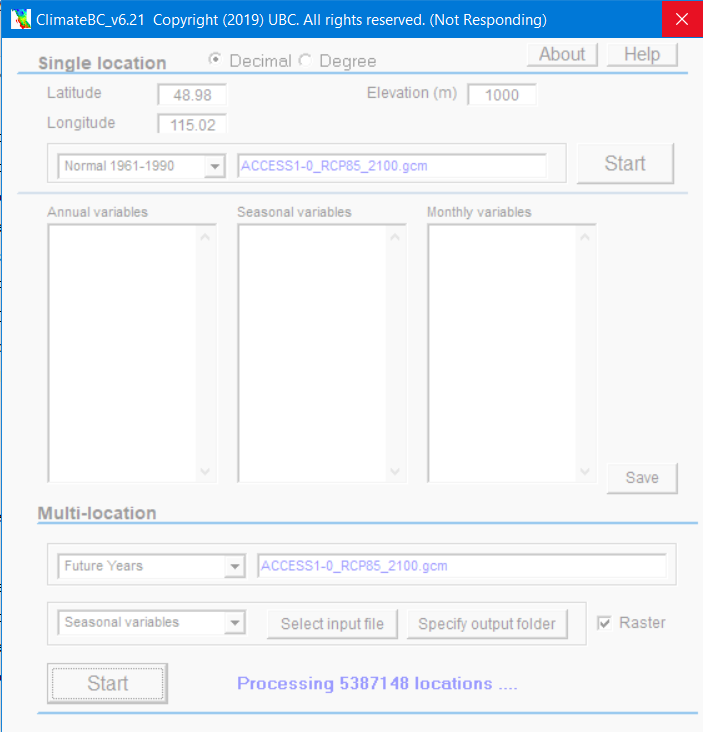 ClimateBC_v6.21 Copyright (2019) UBC. All rights reserved. (Not Responding)
Single location Decimal Degree About Help
Latitude 48.98 Elevation (m) 1000
Longitude 115.02
Normal 1961-1990 ACCESS1-0_RCP85_2100.gcm Start
Annual variables Seasonal variables Monthly variables
Save
Multi-location
Future Years ACCESS1-0_RCP85_2100.gcm
Seasonal variables Select input file Specify output folder Raster
Start Processing 5387148 locations ....